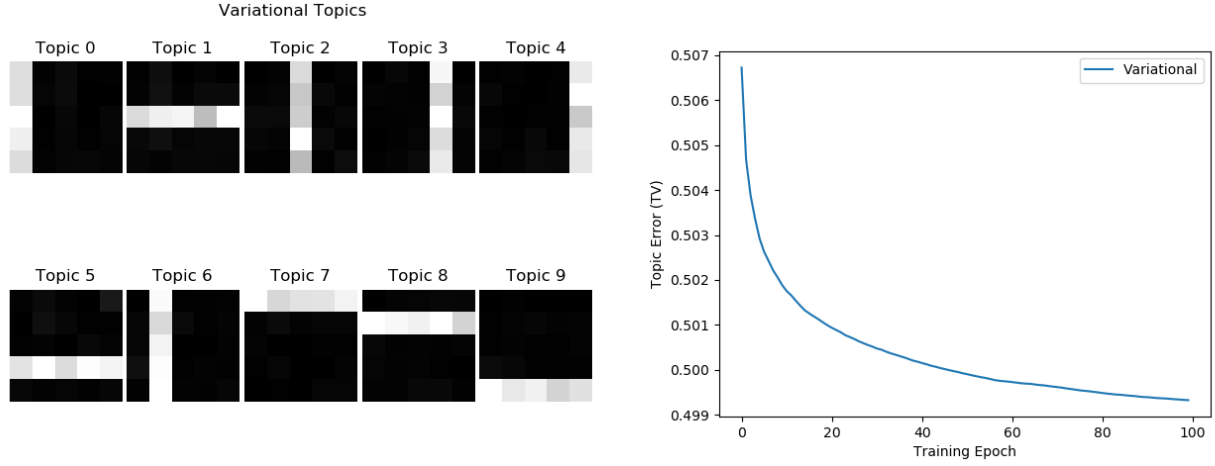 Variational Topics
Topic 0 Topic 1 Topic 2 Topic 3 Topic 4
Topic 5 Topic 6 Topic 7 Topic 8 Topic 9
0.507
0.506
0.505
0.504
0.503
0.502
0.501
0.500
0.499
Topic Error (TV)
Variational
0 20 40 60 80 100
Training Epoch